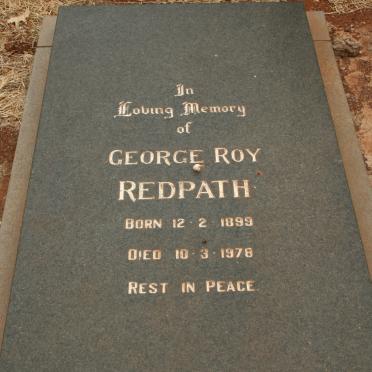 In
Loving Memory
of
GEORGE ROY
REDPATH
BORN 12·2·1899
DIED 10·3·1978
REST IN PEACE.